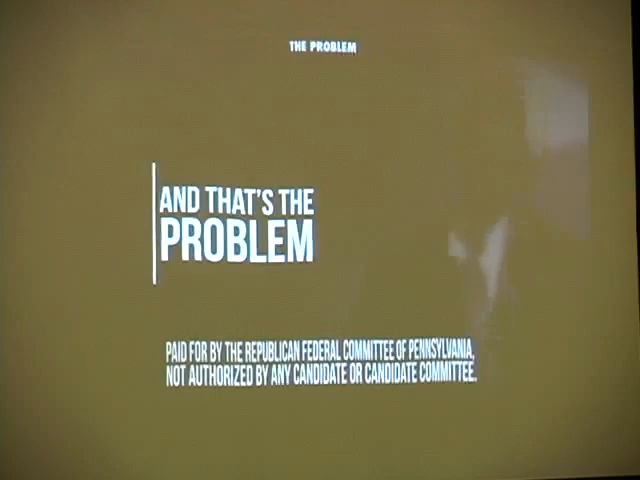 THE PROBLEM
AND THAT'S THE
PROBLEM
PAID FOR BY THE REPUBLICAN FEDERAL COMMITTEE OF PENNSYLVANIA,
NOT AUTHORIZED BY ANY CANDIDATE OR CANDIDATE COMMITTEE.